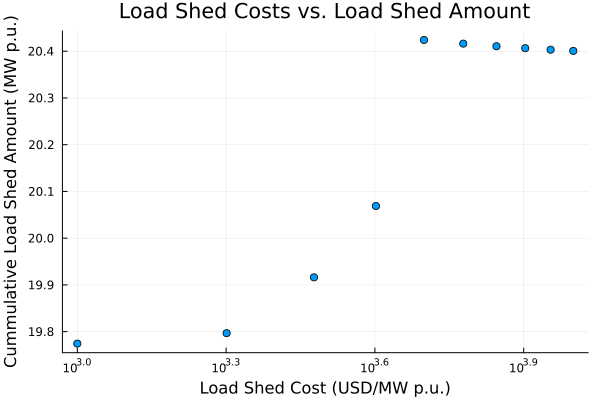 Load Shed Costs vs. Load Shed Amount
Cummulative Load Shed Amount (MW p.u.)
20.4
20.3
20.2
20.1
20.0
19.9
19.8
10^3.0 10^3.3 10^3.6 10^3.9
Load Shed Cost (USD/MW p.u.)